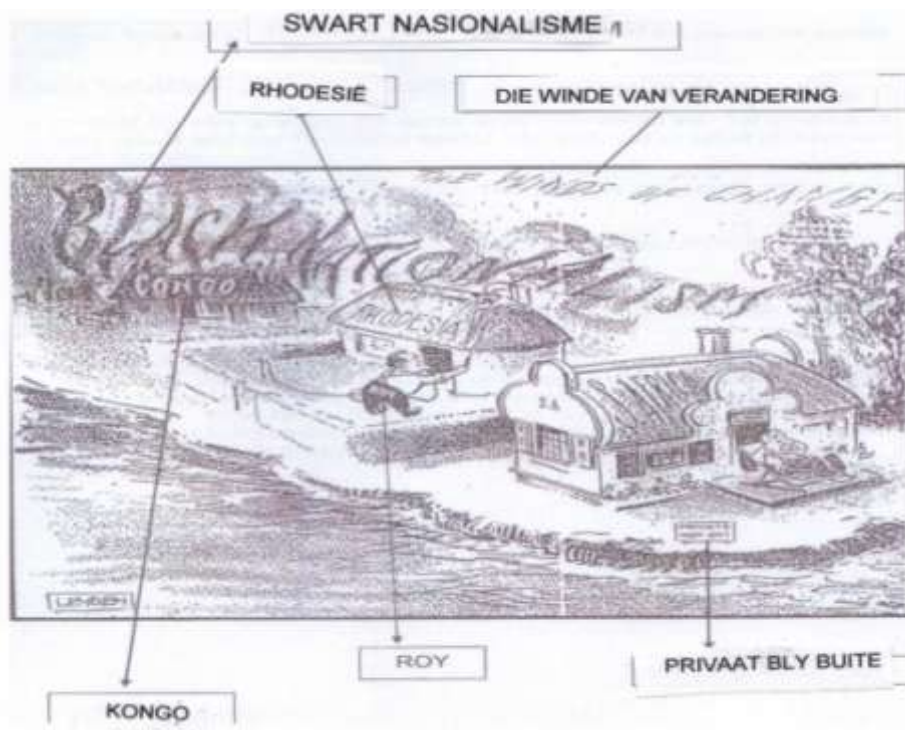 SWART NASIONALISME
RHODESIË
DIE WINDE VAN VERANDERING
THE WINDS OF CHANGE
BLACK NATIONALISM
Congo
RHODESIA
S.A.
ROY
PRIVAAT BLY BUITE
KONGO